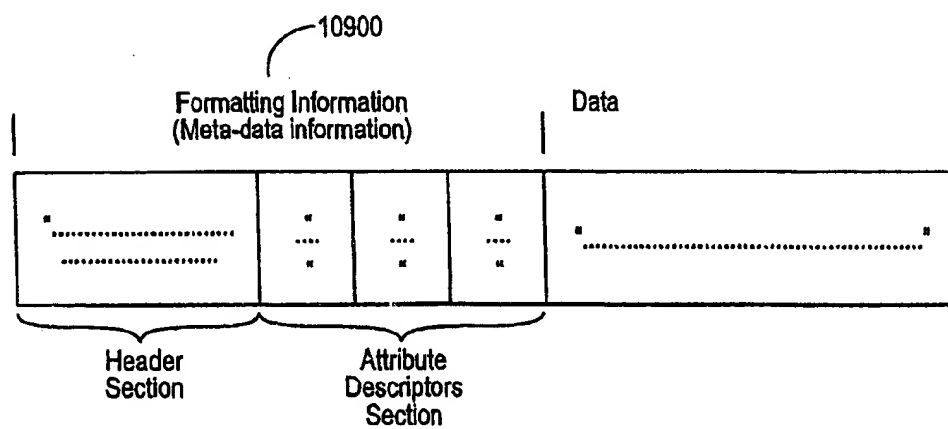 10900
Formatting Information
(Meta-data information)
Data
Header
Section
Attribute
Descriptors
Section